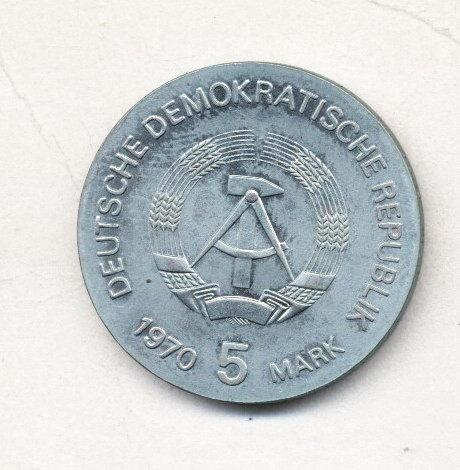 DEUTSCHE DEMOKRATISCHE REPUBLIK
1970 5 MARK